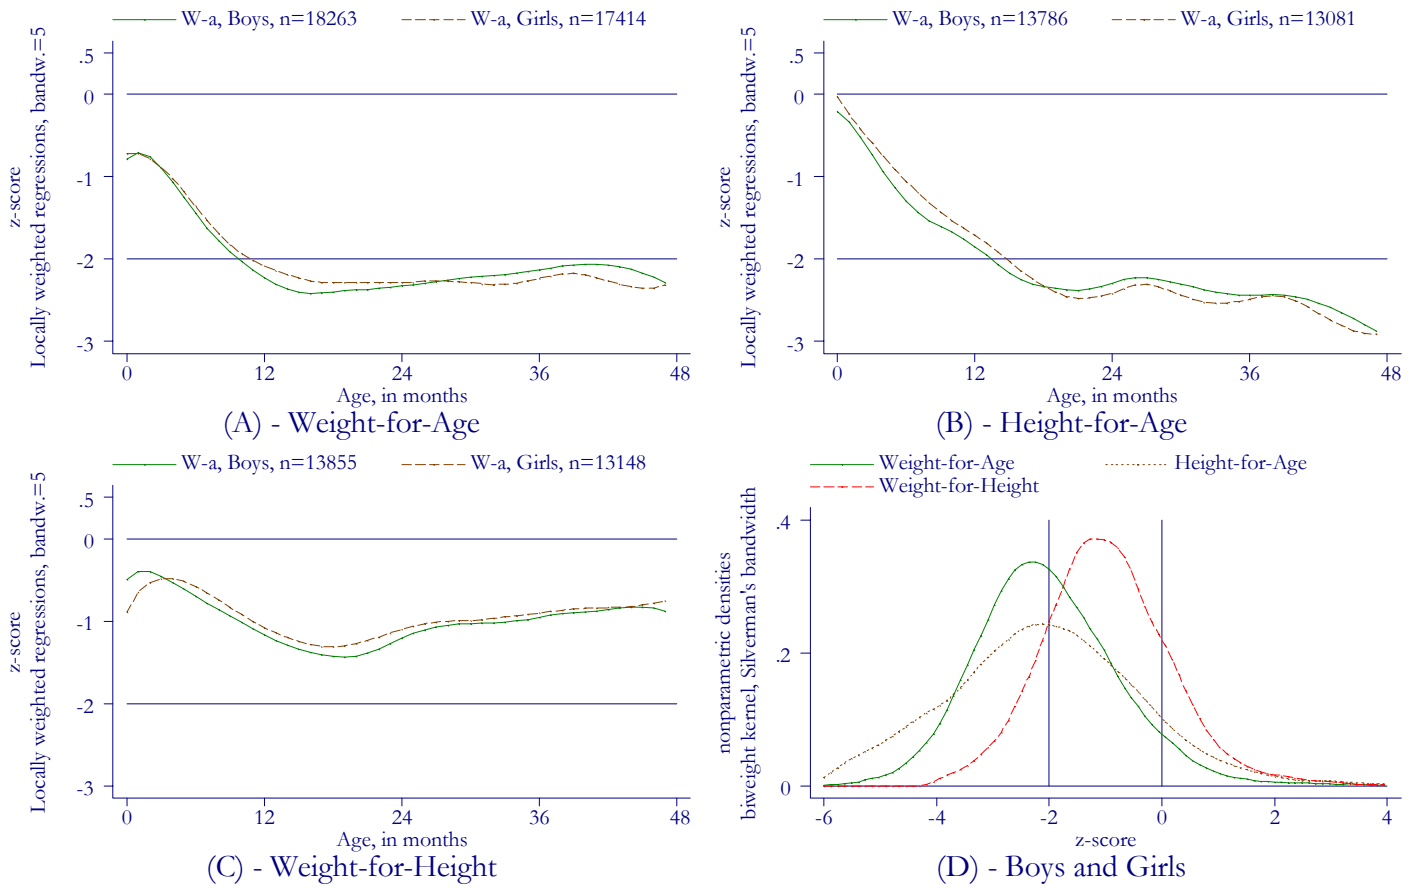 W-a, Boys, n=18263 W-a, Girls, n=17414
z-score
Locally weighted regressions, bandw.=5
.5
0
-1
-2
-3
0 12 24 36 48
Age, in months
(A) - Weight-for-Age
W-a, Boys, n=13786 W-a, Girls, n=13081
z-score
Locally weighted regressions, bandw.=5
.5
0
-1
-2
-3
0 12 24 36 48
Age, in months
(B) - Height-for-Age
W-a, Boys, n=13855 W-a, Girls, n=13148
z-score
Locally weighted regressions, bandw.=5
.5
0
-1
-2
-3
0 12 24 36 48
Age, in months
(C) - Weight-for-Height
Weight-for-Age Height-for-Age
Weight-for-Height
nonparametric densities
biweight kernel, Silverman's bandwidth
.4
.2
0
-6 -4 -2 0 2 4
z-score
(D) - Boys and Girls